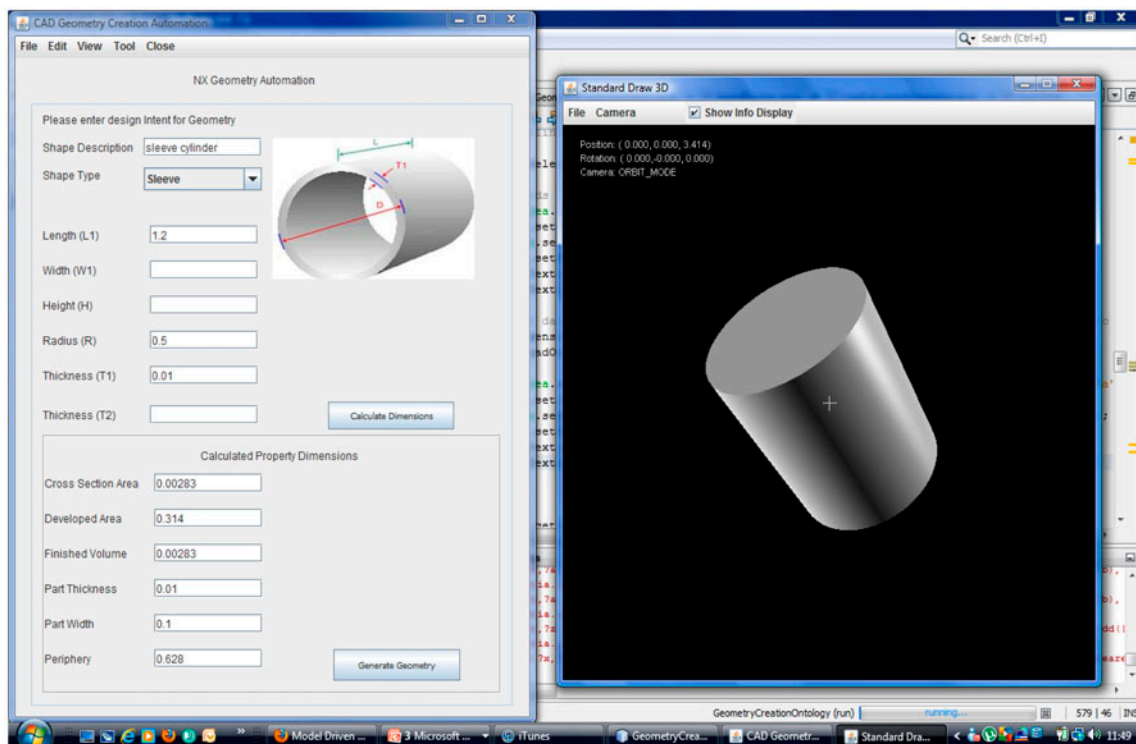 CAD Geometry Creation Automation
File Edit View Tool Close
NX Geometry Automation
Please enter design Intent for Geometry
Shape Description sleeve cylinder
Shape Type Sleeve
L
T1
D
Length (L1) 1.2
Width (W1)
Height (H)
Radius (R) 0.5
Thickness (T1) 0.01
Thickness (T2)
Calculate Dimensions
Calculated Property Dimensions
Cross Section Area 0.00283
Developed Area 0.314
Finished Volume 0.00283
Part Thickness 0.01
Part Width 0.1
Periphery 0.628
Generate Geometry
Search (Ctrl+I)
Standard Draw 3D
File Camera Show Info Display
Position: ( 0.000, 0.000, 3.414)
Rotation: ( 0.000,-0.000, 0.000)
Camera: ORBIT_MODE
GeometryCreationOntology (run) running... 579 | 46 INS
Model Driven ... 3 Microsoft ... iTunes GeometryCrea... CAD Geometr... Standard Dra... 11:49